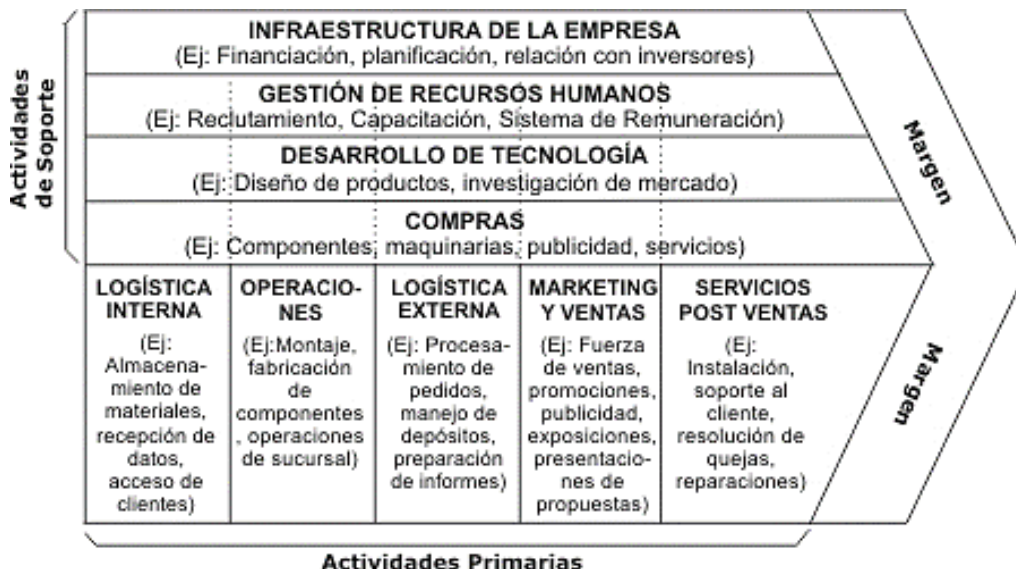 Actividades
de Soporte
INFRAESTRUCTURA DE LA EMPRESA
(Ej: Financiación, planificación, relación con inversores)
GESTIÓN DE RECURSOS HUMANOS
(Ej: Reclutamiento, Capacitación, Sistema de Remuneración)
DESARROLLO DE TECNOLOGÍA
(Ej: Diseño de productos, investigación de mercado)
COMPRAS
(Ej: Componentes, maquinarias, publicidad, servicios)
Margen
LOGÍSTICA
INTERNA
(Ej:
Almacena-
miento de
materiales,
recepción de
datos,
acceso de
clientes)
OPERACIO-
NES
(Ej:Montaje,
fabricación
de
componentes
, operaciones
de sucursal)
LOGÍSTICA
EXTERNA
(Ej: Procesa-
miento de
pedidos,
manejo de
depósitos,
preparación
de informes)
MARKETING
Y VENTAS
(Ej: Fuerza
de ventas,
promociones,
publicidad,
exposiciones,
presentacio-
nes de
propuestas)
SERVICIOS
POST VENTAS
(Ej:
Instalación,
soporte al
cliente,
resolución de
quejas,
reparaciones)
Margen
Actividades Primarias